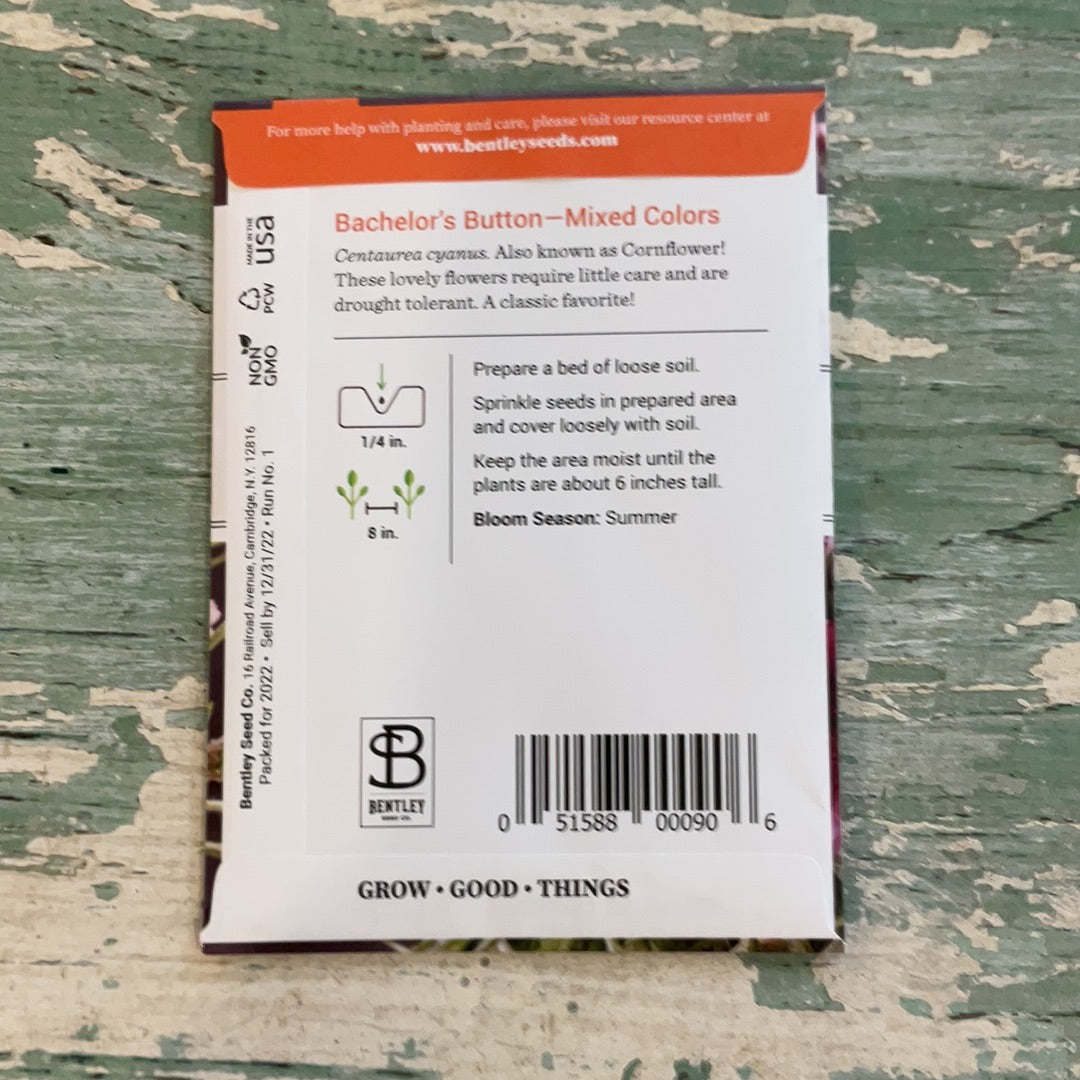 For more help with planting and care, please visit our resource center at
www.bentleyseeds.com
MADE IN THE
usa
PCW
NON
GMO
Bentley Seed Co. 16 Railroad Avenue, Cambridge, N.Y. 12816
Packed for 2022 • Sell by 12/31/22 • Run No. 1
Bachelor's Button—Mixed Colors
Centaurea cyanus. Also known as Cornflower!
These lovely flowers require little care and are
drought tolerant. A classic favorite!
1/4 in.
8 in.
Prepare a bed of loose soil.
Sprinkle seeds in prepared area
and cover loosely with soil.
Keep the area moist until the
plants are about 6 inches tall.
Bloom Season: Summer
B
BENTLEY
SEED CO.
0 51588 00090 6
GROW • GOOD • THINGS